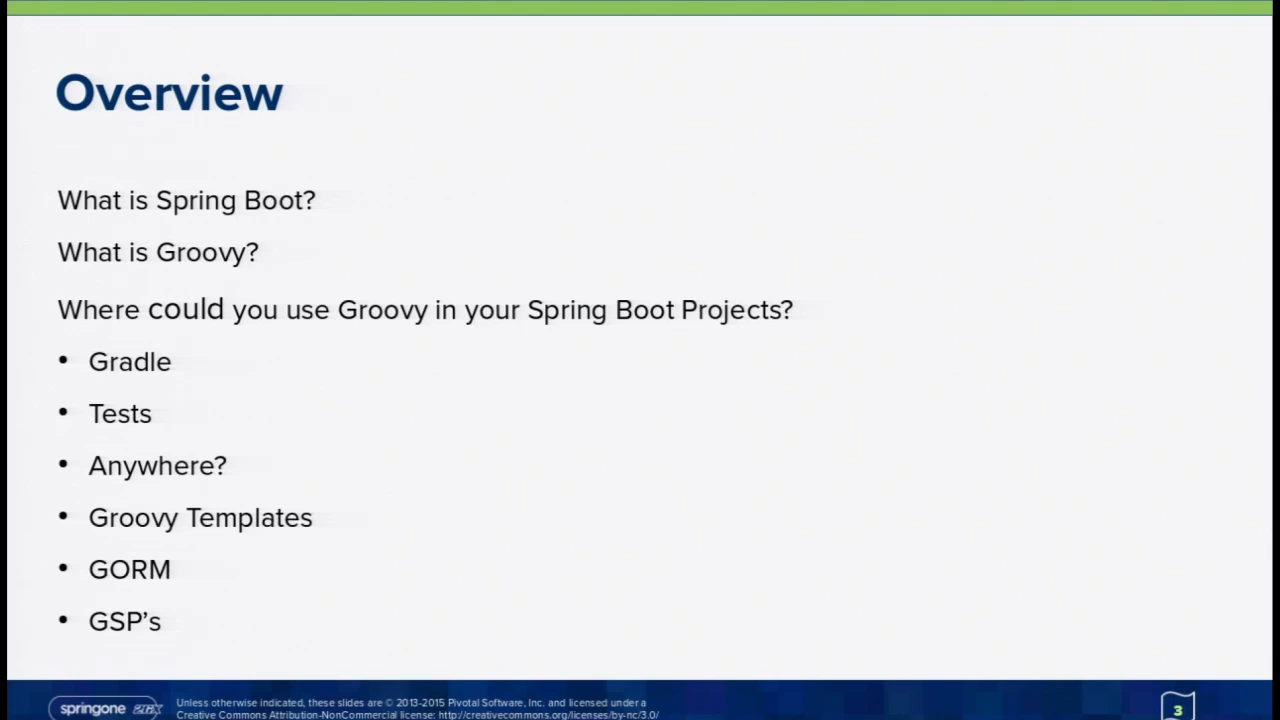 Overview
What is Spring Boot?
What is Groovy?
Where could you use Groovy in your Spring Boot Projects?
• Gradle
• Tests
• Anywhere?
• Groovy Templates
• GORM
• GSP’s
springone 2GX
Unless otherwise indicated, these slides are © 2013-2015 Pivotal Software, Inc. and licensed under a
Creative Commons Attribution-NonCommercial license: http://creativecommons.org/licenses/by-nc/3.0/
3